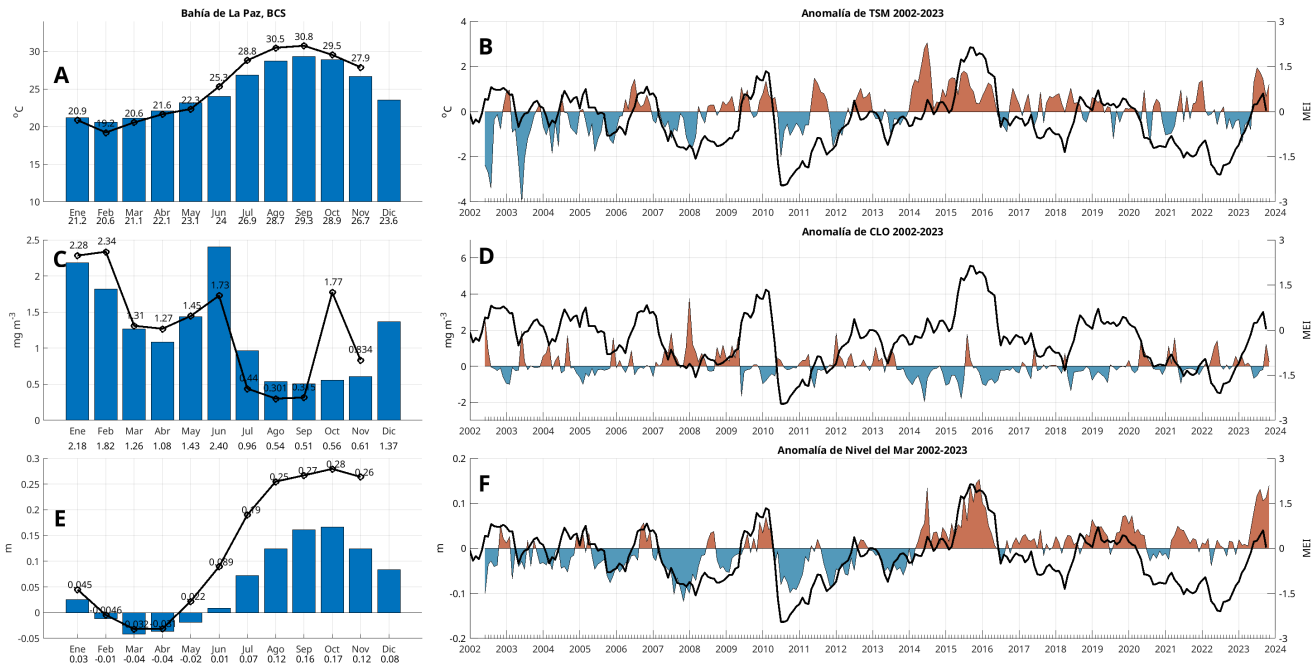 Bahía de La Paz, BCS
A
°C
30
25
20
15
10
20.9 19.2 20.6 21.6 22.3 25.3 28.8 30.5 30.8 29.5 27.9
Ene Feb Mar Abr May Jun Jul Ago Sep Oct Nov Dic
21.2 20.6 21.1 22.1 23.1 24 26.9 28.7 29.3 28.9 26.7 23.6
Anomalía de TSM 2002-2023
B
°C
4
2
0
-2
-4
3
1.5
0
-1.5
-3
MEI
2002 2003 2004 2005 2006 2007 2008 2009 2010 2011 2012 2013 2014 2015 2016 2017 2018 2019 2020 2021 2022 2023 2024
C
mg m-3
2.5
2
1.5
1
0.5
0
2.28 2.34 1.31 1.27 1.45 1.73 0.44 0.301 1.77 0.834
Ene Feb Mar Abr May Jun Jul Ago Sep Oct Nov Dic
2.18 1.82 1.26 1.08 1.43 2.40 0.96 0.54 0.51 0.56 0.61 1.37
Anomalía de CLO 2002-2023
D
mg m-3
6
4
2
0
-2
3
1.5
0
-1.5
-3
MEI
2002 2003 2004 2005 2006 2007 2008 2009 2010 2011 2012 2013 2014 2015 2016 2017 2018 2019 2020 2021 2022 2023 2024
E
m
0.3
0.25
0.2
0.15
0.1
0.05
0
-0.05
0.045 -0.0046 -0.032 -0.031 0.022 0.089 0.19 0.25 0.27 0.28 0.26
Ene Feb Mar Abr May Jun Jul Ago Sep Oct Nov Dic
0.03 -0.01 -0.04 -0.04 -0.02 0.01 0.07 0.12 0.16 0.17 0.12 0.08
Anomalía de Nivel del Mar 2002-2023
F
m
0.2
0.1
0
-0.1
-0.2
3
1.5
0
-1.5
-3
MEI
2002 2003 2004 2005 2006 2007 2008 2009 2010 2011 2012 2013 2014 2015 2016 2017 2018 2019 2020 2021 2022 2023 2024